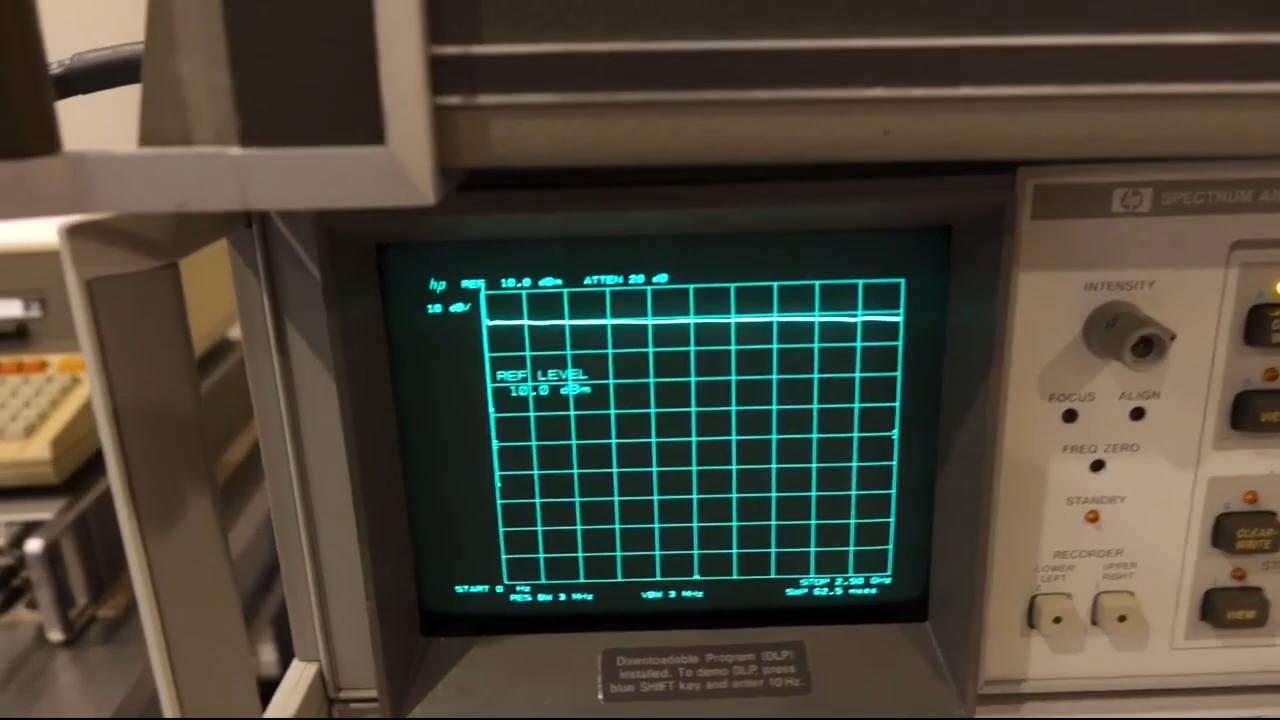 hp REF 10.0 dBm ATTEN 20 dB
10 dB/
REF LEVEL
10.0 dBm
START 0 Hz
STOP 2.50 GHz
RES BW 3 MHz
VBW 3 MHz
SWP 62.5 msec
Downloadable Program (DLP)
installed. To demo DLP, press
blue SHIFT key and enter 10 Hz.
hp SPECTRUM
INTENSITY
FOCUS ALIGN
FREQ ZERO
STANDBY
RECORDER
LOWER LEFT
UPPER RIGHT
CLEAR-
WRITE
VIEW